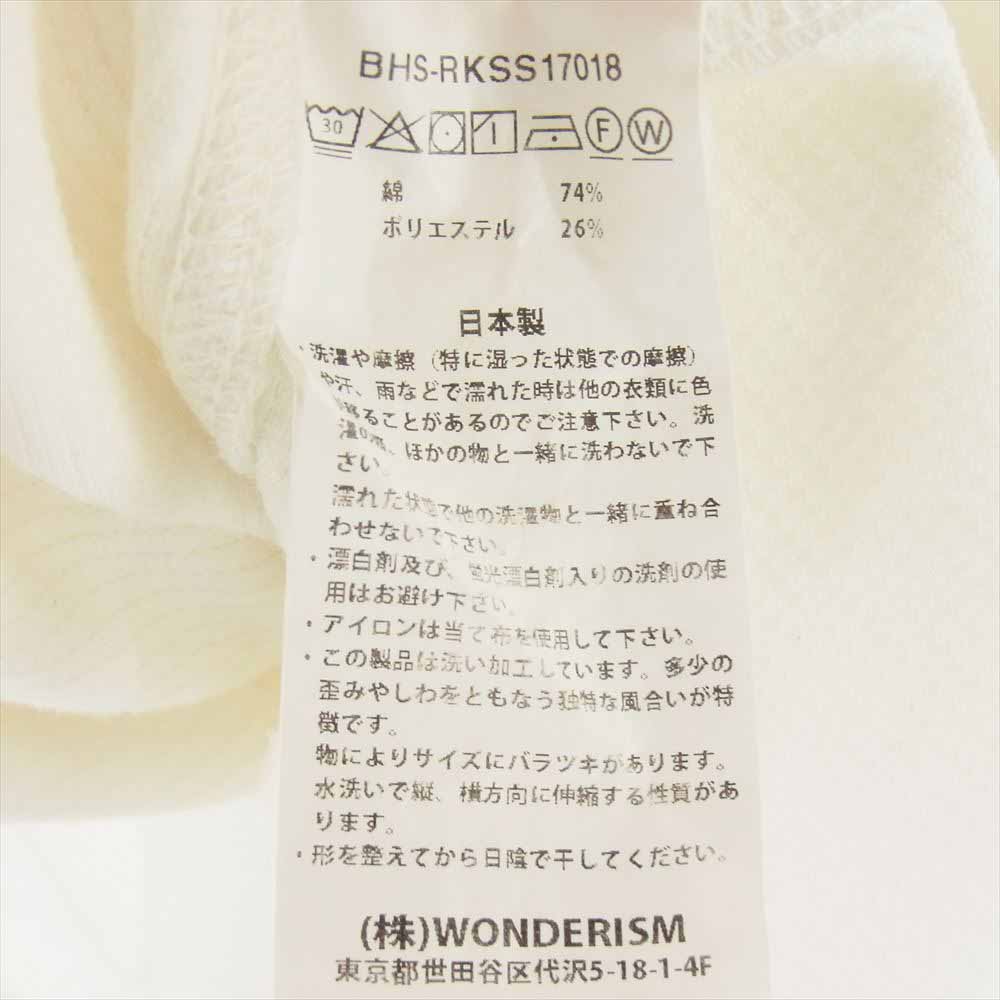 BHS-RKSS17018
30 F W
綿 74%
ポリエステル 26%
日本製
・洗濯や摩擦（特に湿った状態での摩擦）
や汗、雨などで濡れた時は他の衣類に色
移ることがあるのでご注意下さい。洗
濯の際、ほかの物と一緒に洗わないで下
さい。
濡れた状態で他の洗濯物と一緒に重ね合
わせないで下さい。
・漂白剤及び、蛍光漂白剤入りの洗剤の使
用はお避け下さい。
・アイロンは当て布を使用して下さい。
・この製品は洗い加工しています。多少の
歪みやしわをともなう独特な風合いが特
徴です。
物によりサイズにバラツキがあります。
水洗いで縦、横方向に伸縮する性質があ
ります。
・形を整えてから日陰で干してください。
(株)WONDERISM
東京都世田谷区代沢5-18-1-4F